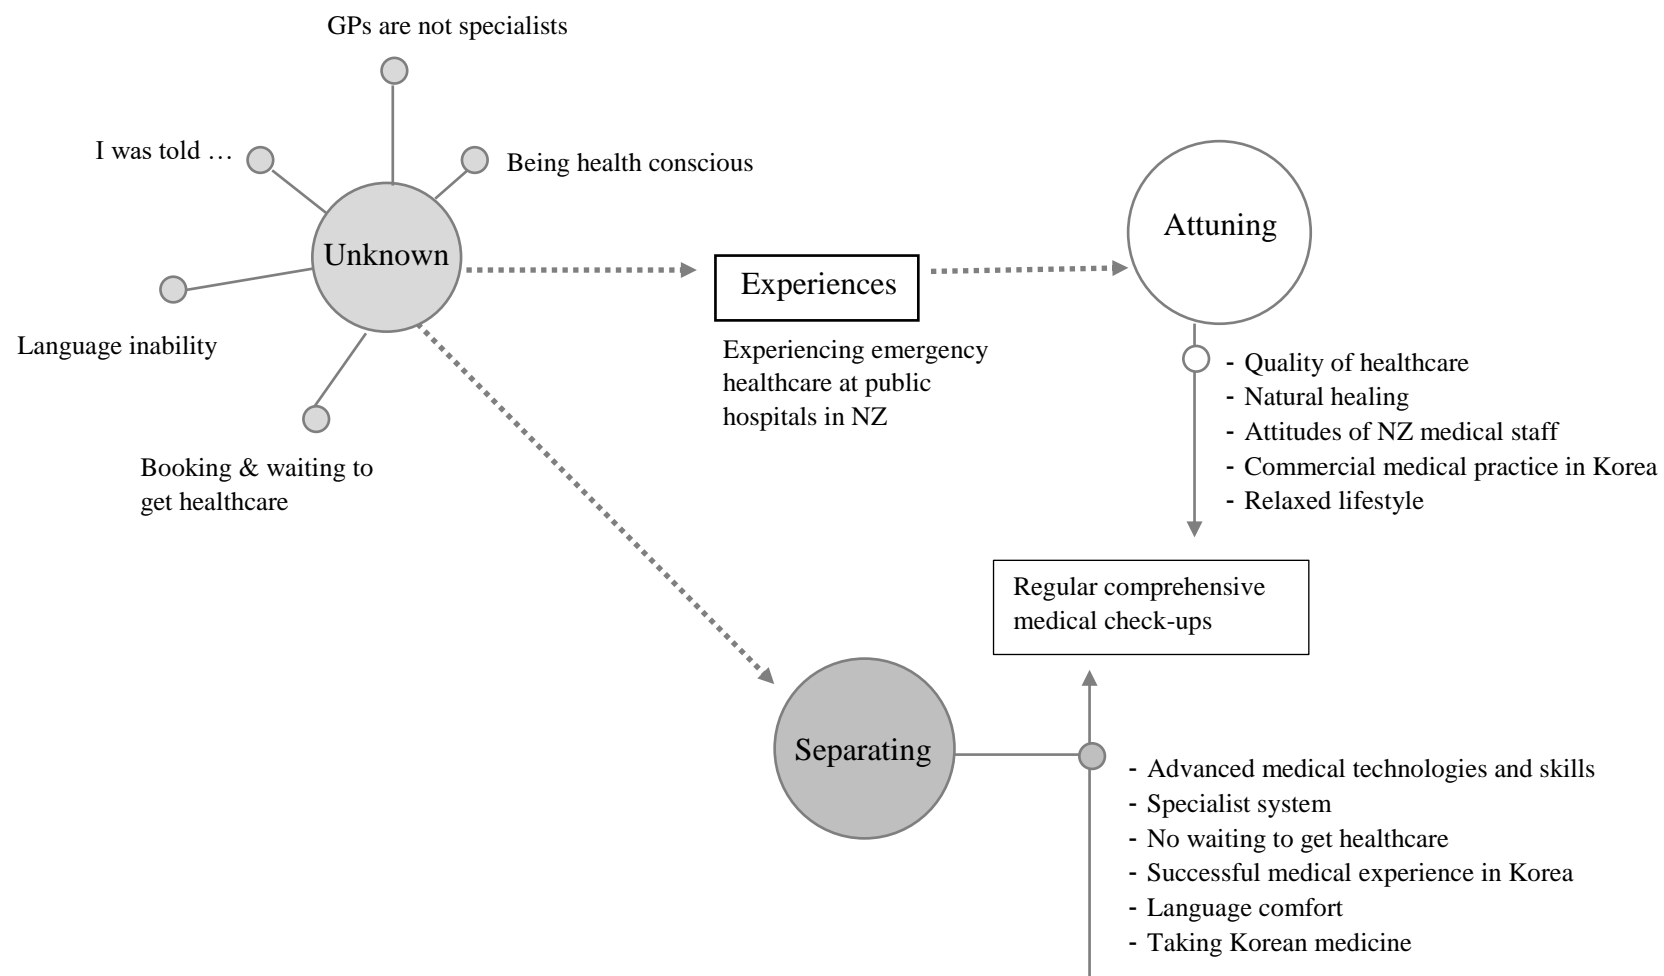 GPs are not specialists
I was told …
Being health conscious
Unknown
Language inability
Booking & waiting to
get healthcare
Experiences
Experiencing emergency
healthcare at public
hospitals in NZ
Attuning
- Quality of healthcare
- Natural healing
- Attitudes of NZ medical staff
- Commercial medical practice in Korea
- Relaxed lifestyle
Regular comprehensive
medical check-ups
Separating
- Advanced medical technologies and skills
- Specialist system
- No waiting to get healthcare
- Successful medical experience in Korea
- Language comfort
- Taking Korean medicine